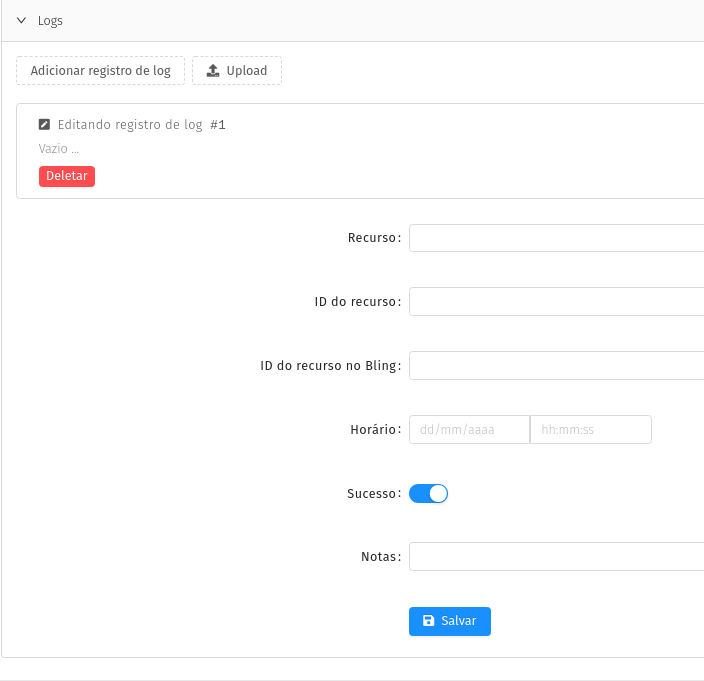 Logs
Adicionar registro de log
Upload
Editando registro de log #1
Vazio ...
Deletar
Recurso:
ID do recurso:
ID do recurso no Bling:
Horário:
dd/mm/aaaa
hh:mm:ss
Sucesso:
Notas:
Salvar